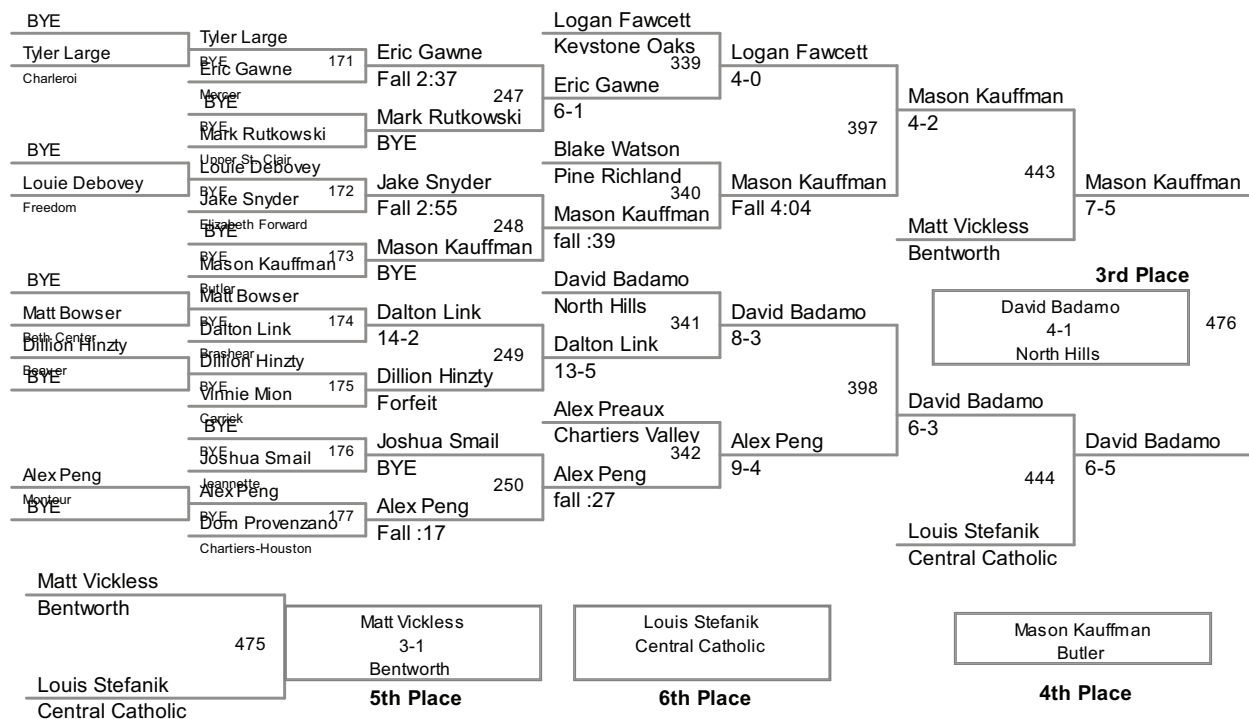 BYE
Tyler Large
Charleroi
BYE
Louie Debovey
Freedom
BYE
Matt Bowser
Beth Center
Dillion Hinzty
Beaver
BYE
Alex Peng
Montour
BYE
Tyler Large
BYE
171
Eric Gawne
Mercer
BYE
BYE
Mark Rutkowski
Upper St. Clair
Louie Debovey
BYE
172
Jake Snyder
Elizabeth Forward
BYE
BYE
173
Mason Kauffman
Butler
Matt Bowser
BYE
174
Dalton Link
Brashear
Dillion Hinzty
BYE
175
Vinnie Mion
Carrick
BYE
BYE
176
Joshua Smail
Jeannette
Alex Peng
BYE
177
Dom Provenzano
Chartiers-Houston
Eric Gawne
Fall 2:37
247
Mark Rutkowski
BYE
Jake Snyder
Fall 2:55
248
Mason Kauffman
BYE
Dalton Link
14-2
249
Dillion Hinzty
Forfeit
Joshua Smail
BYE
250
Alex Peng
Fall :17
Logan Fawcett
Keystone Oaks
339
Eric Gawne
6-1
Blake Watson
Pine Richland
340
Mason Kauffman
fall :39
David Badamo
North Hills
341
Dalton Link
13-5
Alex Preaux
Chartiers Valley
342
Alex Peng
fall :27
Logan Fawcett
4-0
397
Mason Kauffman
Fall 4:04
David Badamo
8-3
398
Alex Peng
9-4
Mason Kauffman
4-2
443
Matt Vickless
Bentworth
David Badamo
6-3
444
Louis Stefanik
Central Catholic
Mason Kauffman
7-5
3rd Place
David Badamo
4-1
North Hills
476
David Badamo
6-5
Matt Vickless
Bentworth
475
Louis Stefanik
Central Catholic
Matt Vickless
3-1
Bentworth
5th Place
Louis Stefanik
Central Catholic
6th Place
Mason Kauffman
Butler
4th Place